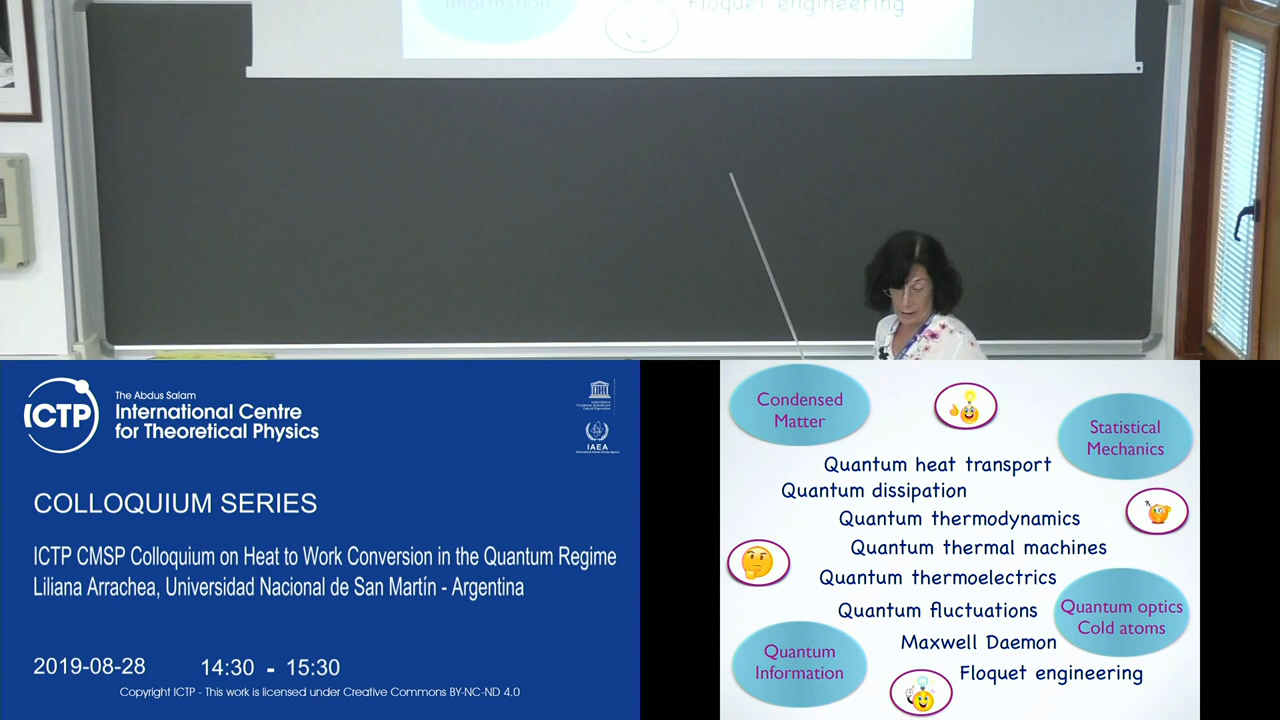 Information
Floquet engineering
ICTP
The Abdus Salam
International Centre
for Theoretical Physics
IAEA
COLLOQUIUM SERIES
ICTP CMSP Colloquium on Heat to Work Conversion in the Quantum Regime
Liliana Arrachea, Universidad Nacional de San Martín - Argentina
2019-08-28 14:30 - 15:30
Copyright ICTP - This work is licensed under Creative Commons BY-NC-ND 4.0
Condensed
Matter
Statistical
Mechanics
Quantum heat transport
Quantum dissipation
Quantum thermodynamics
Quantum thermal machines
Quantum thermoelectrics
Quantum fluctuations
Quantum optics
Cold atoms
Maxwell Daemon
Quantum
Information
Floquet engineering